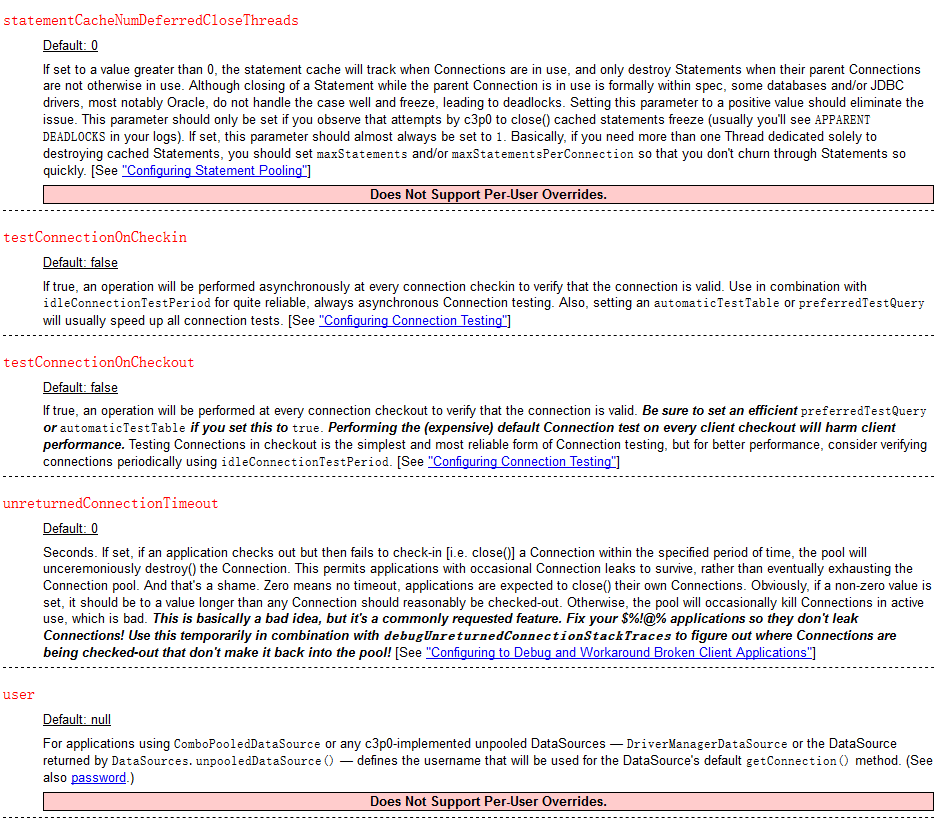 statementCacheNumDeferredCloseThreads
Default: 0
If set to a value greater than 0, the statement cache will track when Connections are in use, and only destroy Statements when their parent Connections
are not otherwise in use. Although closing of a Statement while the parent Connection is in use is formally within spec, some databases and/or JDBC
drivers, most notably Oracle, do not handle the case well and freeze, leading to deadlocks. Setting this parameter to a positive value should eliminate the
issue. This parameter should only be set if you observe that attempts by c3p0 to close() cached statements freeze (usually you'll see APPARENT
DEADLOCKS in your logs). If set, this parameter should almost always be set to 1. Basically, if you need more than one Thread dedicated solely to
destroying cached Statements, you should set maxStatements and/or maxStatementsPerConnection so that you don't churn through Statements so
quickly. [See "Configuring Statement Pooling"]
Does Not Support Per-User Overrides.
testConnectionOnCheckin
Default: false
If true, an operation will be performed asynchronously at every connection checkin to verify that the connection is valid. Use in combination with
idleConnectionTestPeriod for quite reliable, always asynchronous Connection testing. Also, setting an automaticTestTable or preferredTestQuery
will usually speed up all connection tests. [See "Configuring Connection Testing"]
testConnectionOnCheckout
Default: false
If true, an operation will be performed at every connection checkout to verify that the connection is valid. Be sure to set an efficient preferredTestQuery
or automaticTestTable if you set this to true. Performing the (expensive) default Connection test on every client checkout will harm client
performance. Testing Connections in checkout is the simplest and most reliable form of Connection testing, but for better performance, consider verifying
connections periodically using idleConnectionTestPeriod. [See "Configuring Connection Testing"]
unreturnedConnectionTimeout
Default: 0
Seconds. If set, if an application checks out but then fails to check-in [i.e. close()] a Connection within the specified period of time, the pool will
unceremoniously destroy() the Connection. This permits applications with occasional Connection leaks to survive, rather than eventually exhausting the
Connection pool. And that's a shame. Zero means no timeout, applications are expected to close() their own Connections. Obviously, if a non-zero value is
set, it should be to a value longer than any Connection should reasonably be checked-out. Otherwise, the pool will occasionally kill Connections in active
use, which is bad. This is basically a bad idea, but it's a commonly requested feature. Fix your $%!@% applications so they don't leak
Connections! Use this temporarily in combination with debugUnreturnedConnectionStackTraces to figure out where Connections are
being checked-out that don't make it back into the pool! [See "Configuring to Debug and Workaround Broken Client Applications"]
user
Default: null
For applications using ComboPooledDataSource or any c3p0-implemented unpooled DataSources — DriverManagerDataSource or the DataSource
returned by DataSources.unpooledDataSource() — defines the username that will be used for the DataSource's default getConnection() method. (See
also password.)
Does Not Support Per-User Overrides.